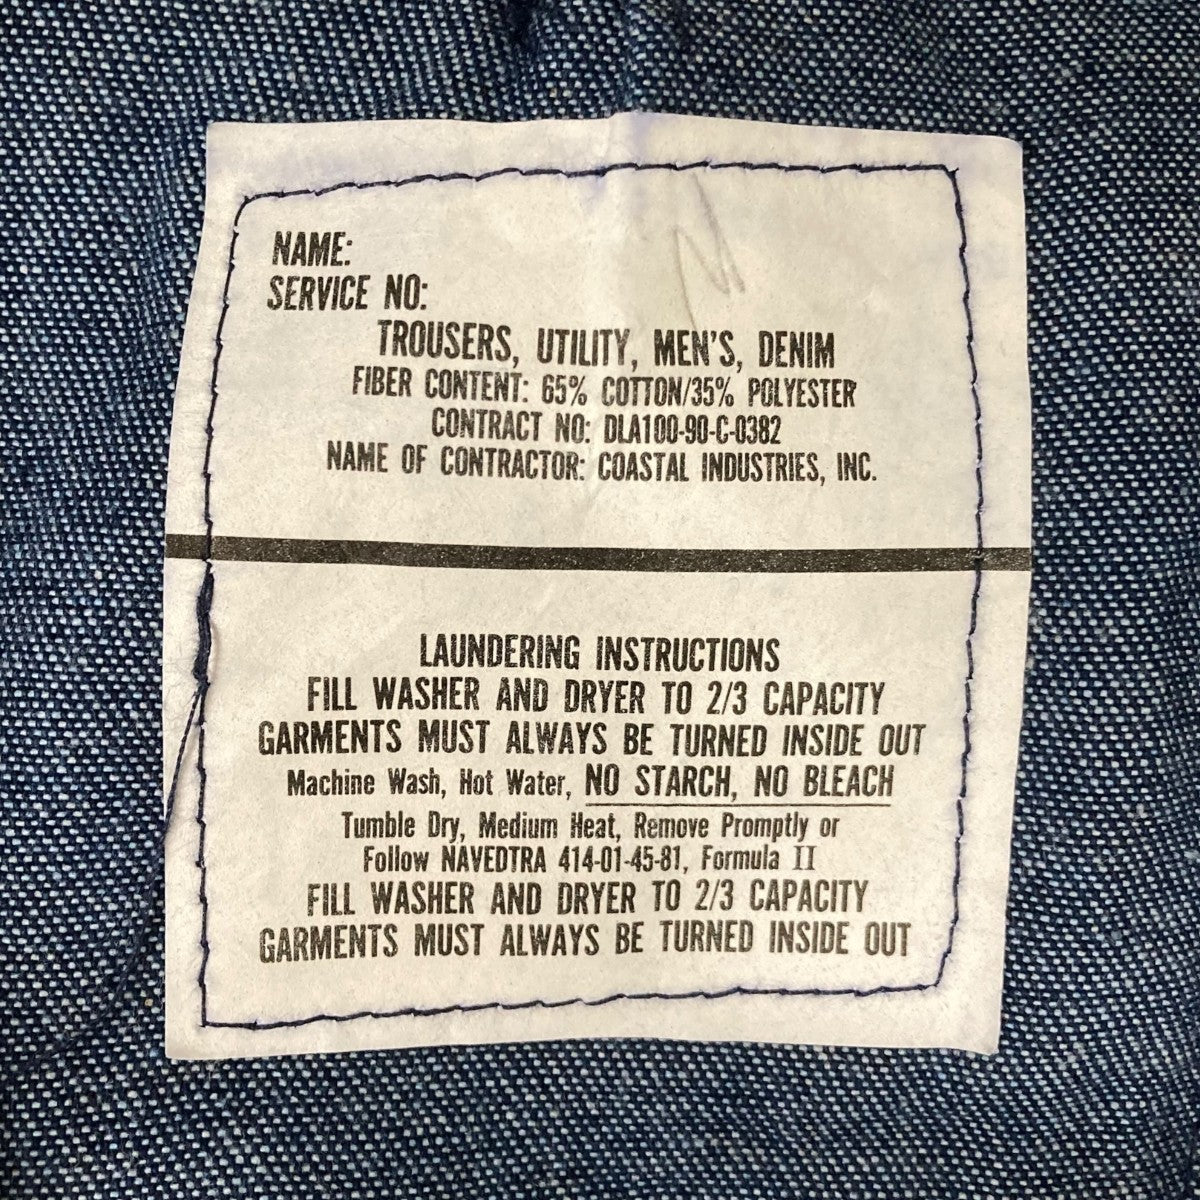 NAME:
SERVICE NO:
TROUSERS, UTILITY, MEN'S, DENIM
FIBER CONTENT: 65% COTTON/35% POLYESTER
CONTRACT NO: DLA100-90-C-0382
NAME OF CONTRACTOR: COASTAL INDUSTRIES, INC.
LAUNDERING INSTRUCTIONS
FILL WASHER AND DRYER TO 2/3 CAPACITY
GARMENTS MUST ALWAYS BE TURNED INSIDE OUT
Machine Wash, Hot Water, NO STARCH, NO BLEACH
Tumble Dry, Medium Heat, Remove Promptly or
Follow NAVEDTRA 414-01-45-81, Formula II
FILL WASHER AND DRYER TO 2/3 CAPACITY
GARMENTS MUST ALWAYS BE TURNED INSIDE OUT